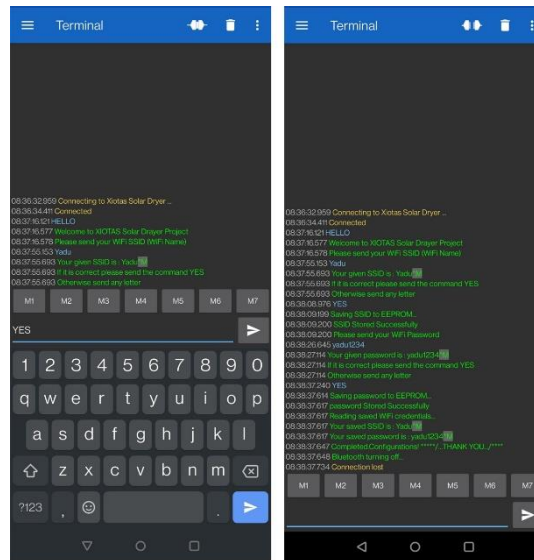 Terminal
08:36:32.959 Connecting to Xiotas Solar Dryer ...
08:36:34.411 Connected
08:37:16.121 HELLO
08:37:16.577 Welcome to XIOTAS Solar Drayer Project
08:37:16.578 Please send your WiFi SSID (WiFi Name)
08:37:55.153 Yadu
08:37:55.693 Your given SSID is : Yadu^M
08:37:55.693 If it is correct please send the command YES
08:37:55.693 Otherwise send any letter
M1 M2 M3 M4 M5 M6 M7
YES
1 2 3 4 5 6 7 8 9 0
q w e r t y u i o p
a s d f g h j k l
z x c v b n m
?123 , .
Terminal
08:36:32.959 Connecting to Xiotas Solar Dryer ...
08:36:34.411 Connected
08:37:16.121 HELLO
08:37:16.577 Welcome to XIOTAS Solar Drayer Project
08:37:16.578 Please send your WiFi SSID (WiFi Name)
08:37:55.153 Yadu
08:37:55.693 Your given SSID is : Yadu^M
08:37:55.693 If it is correct please send the command YES
08:37:55.693 Otherwise send any letter
08:38:08.976 YES
08:38:09.199 Saving SSID to EEPROM...
08:38:09.200 SSID Stored Successfully
08:38:09.200 Please send your WiFi Password
08:38:26.645 yadu1234
08:38:27.114 Your given password is : yadu1234^M
08:38:27.114 If it is correct please send the command YES
08:38:27.114 Otherwise send any letter
08:38:37.240 YES
08:38:37.614 Saving password to EEPROM...
08:38:37.617 password Stored Successfully
08:38:37.617 Reading saved WiFi credentials...
08:38:37.617 Your saved SSID is : Yadu^M
08:38:37.617 Your saved password is : yadu1234^M
08:38:37.647 Completed Configurations! *****/...THANK YOU.../****
08:38:37.648 Bluetooth turning off...
08:38:37.734 Connection lost
M1 M2 M3 M4 M5 M6 M7